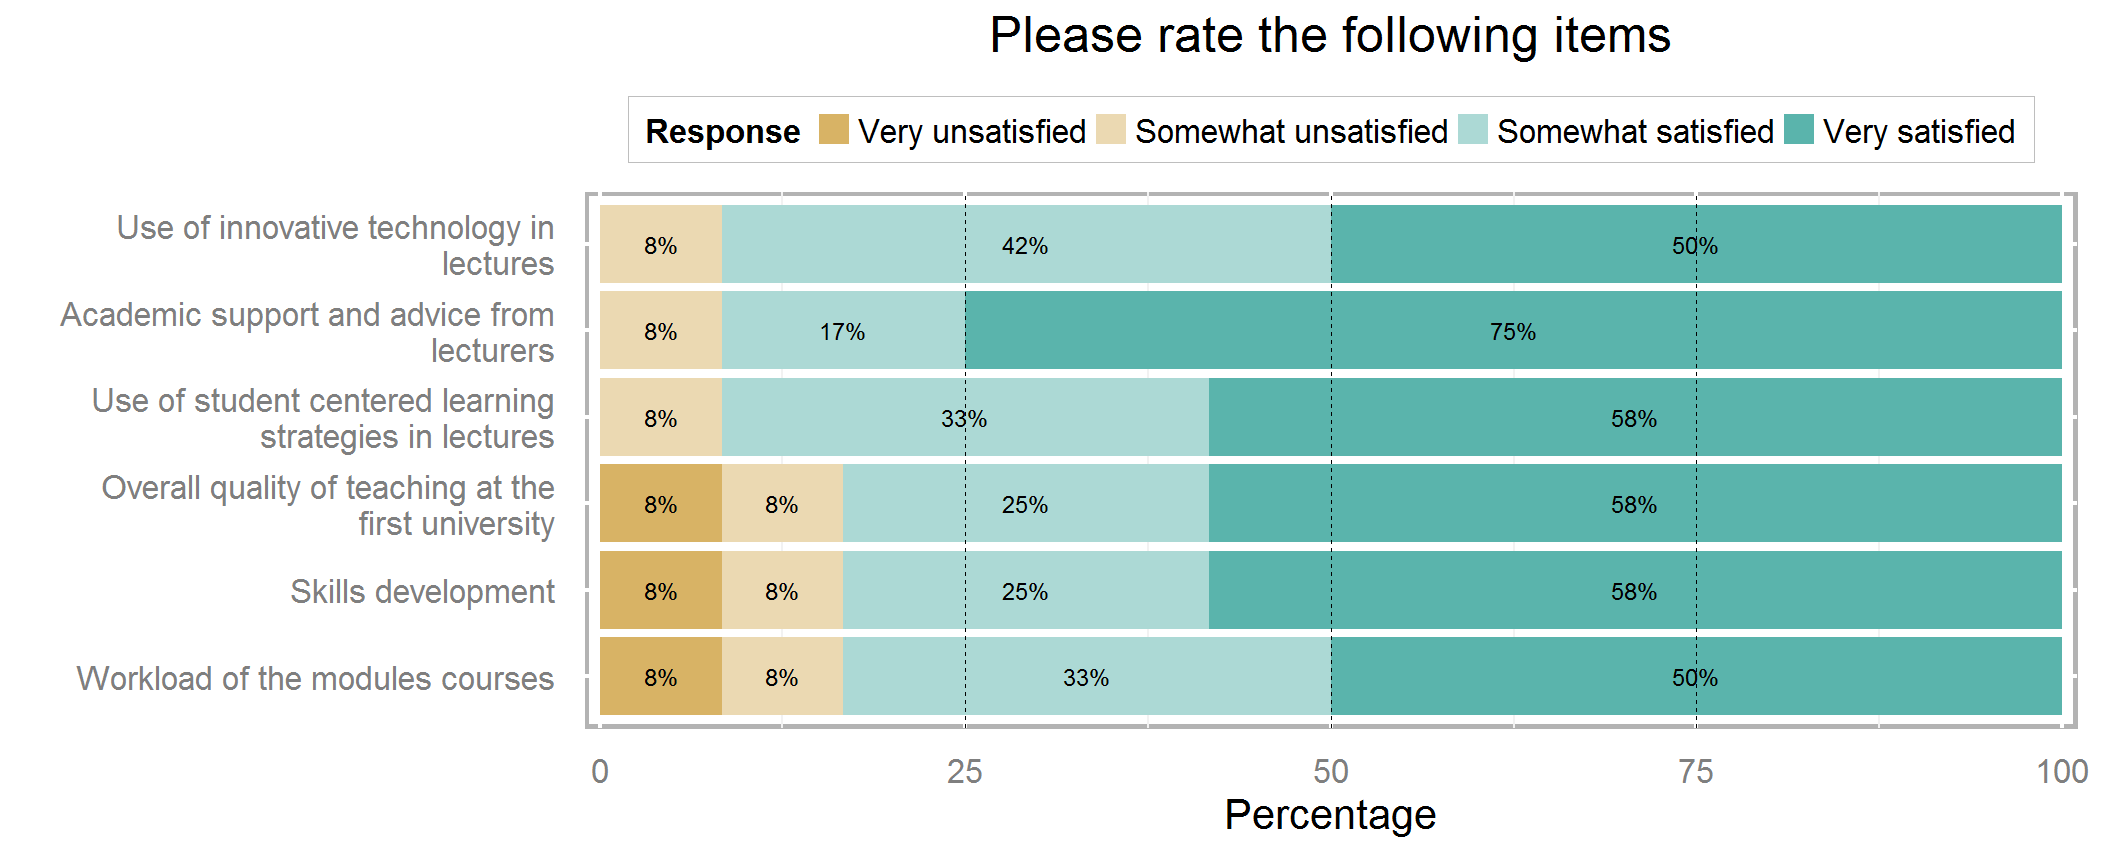 Please rate the following items
Response Very unsatisfied Somewhat unsatisfied Somewhat satisfied Very satisfied
Use of innovative technology in
lectures
8% 42% 50%
Academic support and advice from
lecturers
8% 17% 75%
Use of student centered learning
strategies in lectures
8% 33% 58%
Overall quality of teaching at the
first university
8% 8% 25% 58%
Skills development
8% 8% 25% 58%
Workload of the modules courses
8% 8% 33% 50%
0 25 50 75 100
Percentage